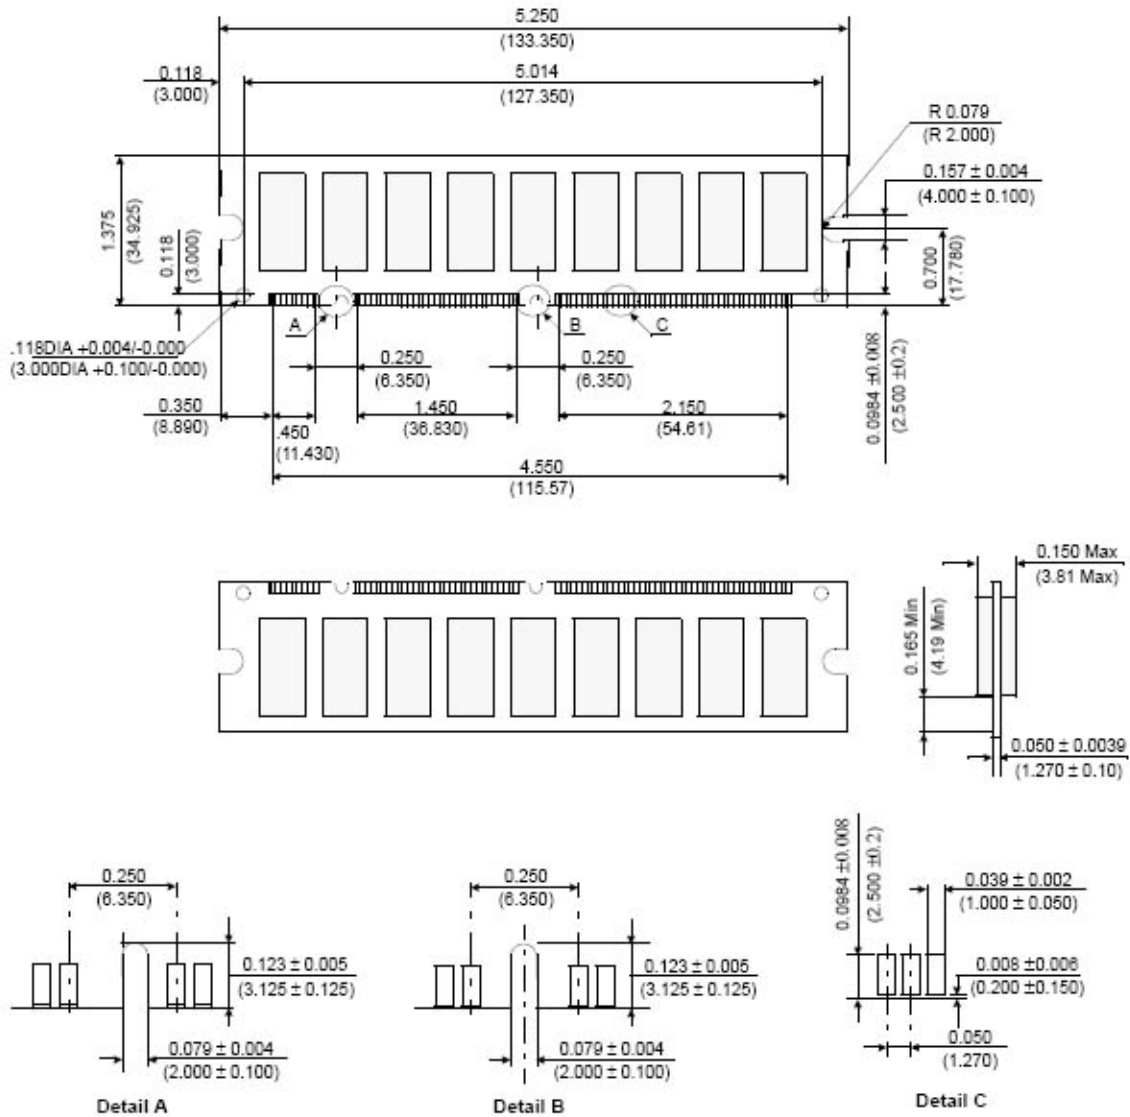 5.250
(133.350)
0.118
(3.000)
5.014
(127.350)
R 0.079
(R 2.000)
0.157 ± 0.004
(4.000 ± 0.100)
1.375
(34.925)
0.118
(3.000)
0.700
(17.780)
A
B
C
.118DIA +0.004/-0.000
(3.000DIA +0.100/-0.000)
0.250
(6.350)
0.250
(6.350)
0.0984 ±0.008
(2.500 ±0.2)
0.350
(8.890)
.450
(11.430)
1.450
(36.830)
2.150
(54.61)
4.550
(115.57)
0.150 Max
(3.81 Max)
0.165 Min
(4.19 Min)
0.050 ± 0.0039
(1.270 ± 0.10)
0.250
(6.350)
0.123 ± 0.005
(3.125 ± 0.125)
0.079 ± 0.004
(2.000 ± 0.100)
Detail A
0.250
(6.350)
0.123 ± 0.005
(3.125 ± 0.125)
0.079 ± 0.004
(2.000 ± 0.100)
Detail B
0.0984 ±0.008
(2.500 ±0.2)
0.039 ± 0.002
(1.000 ± 0.050)
0.008 ±0.006
(0.200 ±0.150)
0.050
(1.270)
Detail C